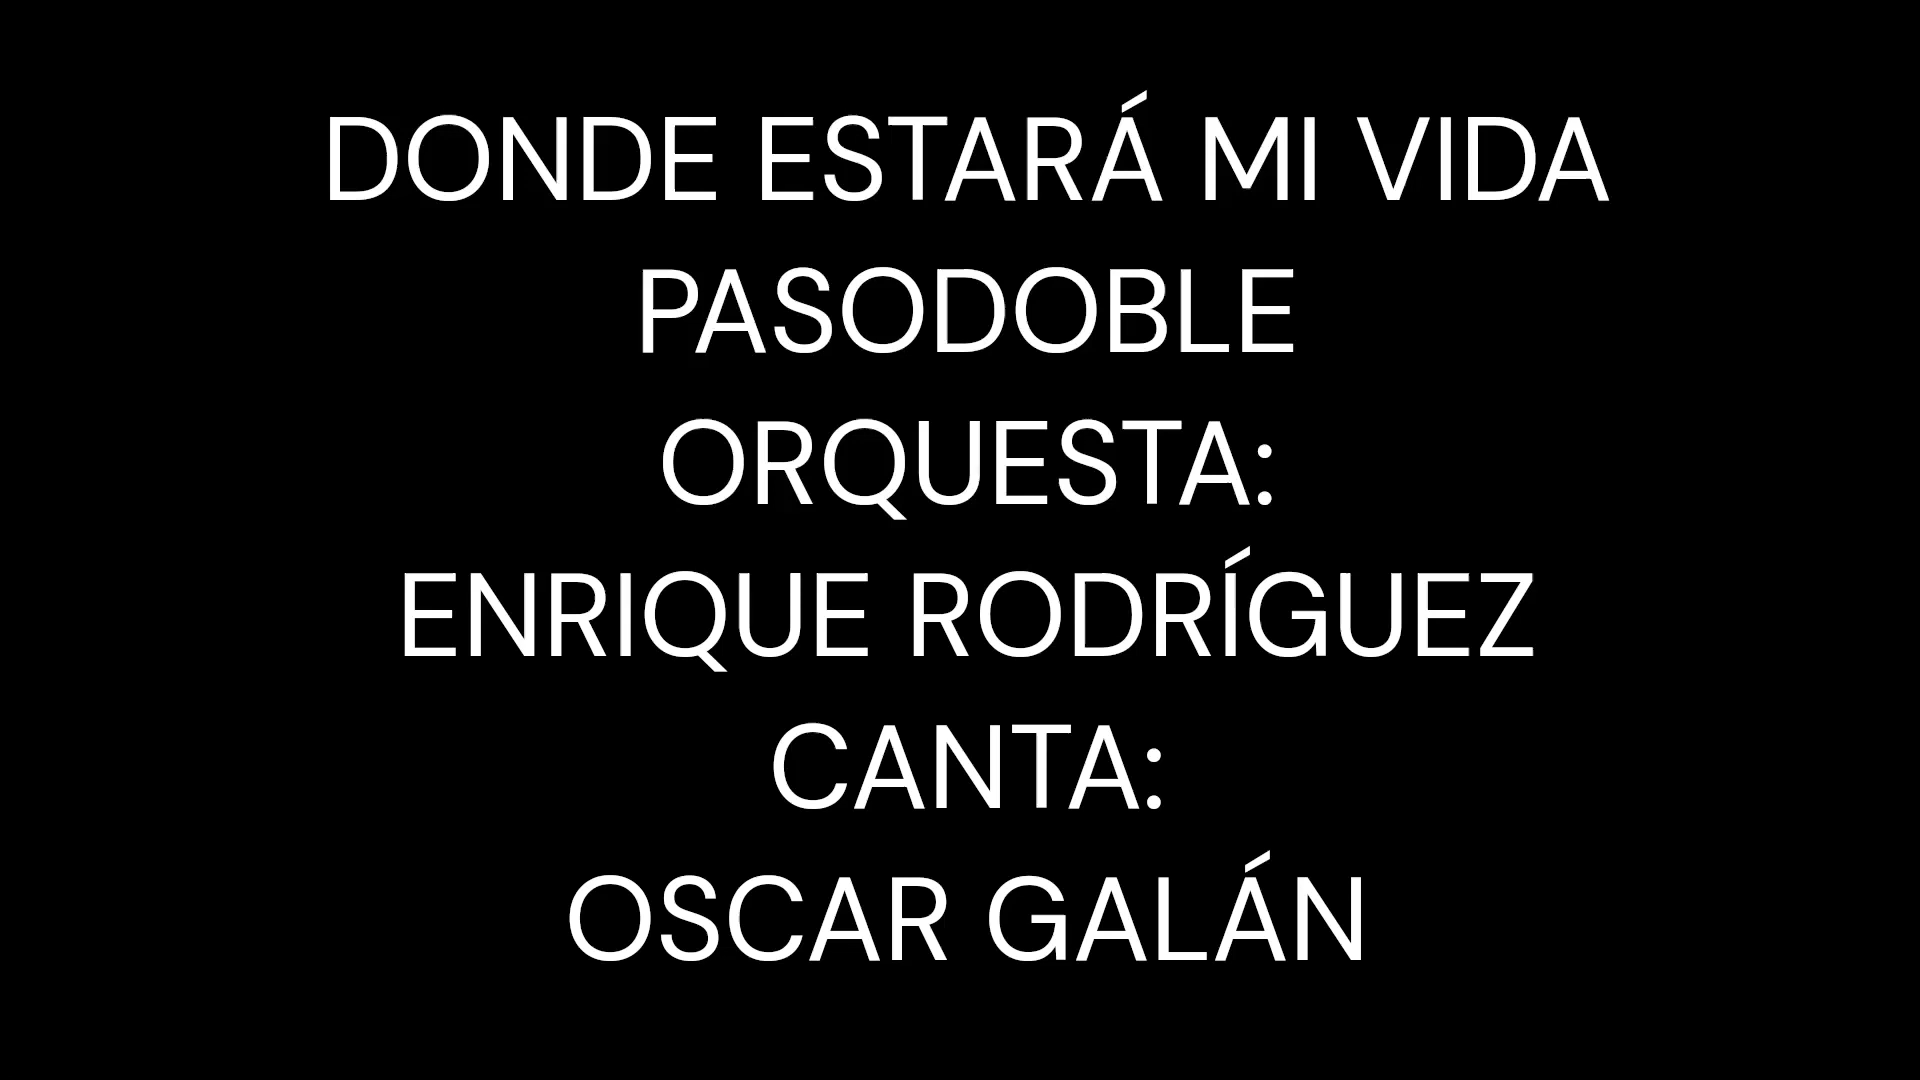 DONDE ESTARÁ MI VIDA
PASODOBLE
ORQUESTA:
ENRIQUE RODRÍGUEZ
CANTA:
OSCAR GALÁN